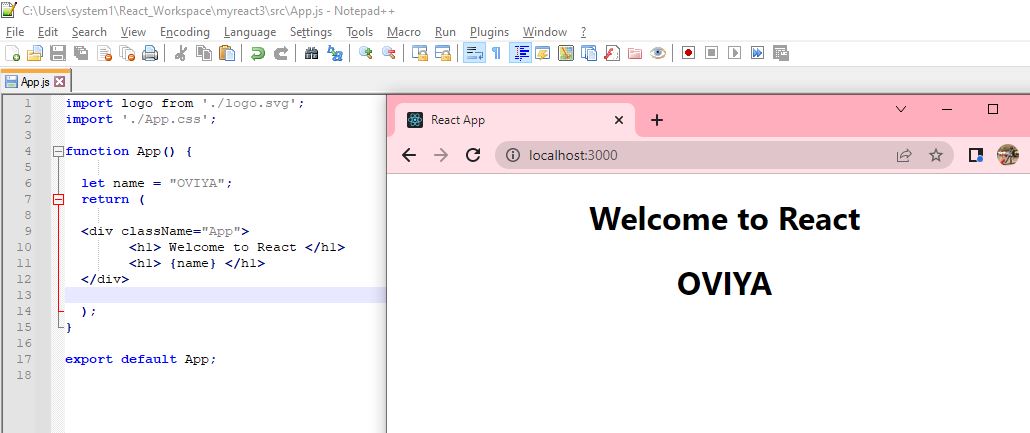 C:\Users\system1\React_Workspace\myreact3\src\App.js - Notepad++
File Edit Search View Encoding Language Settings Tools Macro Run Plugins Window ?
App.js
1 import logo from './logo.svg';
2 import './App.css';
3
4 function App() {
5
6 let name = "OVIYA";
7 return (
8
9 <div className="App">
10 <h1> Welcome to React </h1>
11 <h1> {name} </h1>
12 </div>
13
14 );
15 }
16
17 export default App;
18
React App
localhost:3000
Welcome to React
OVIYA